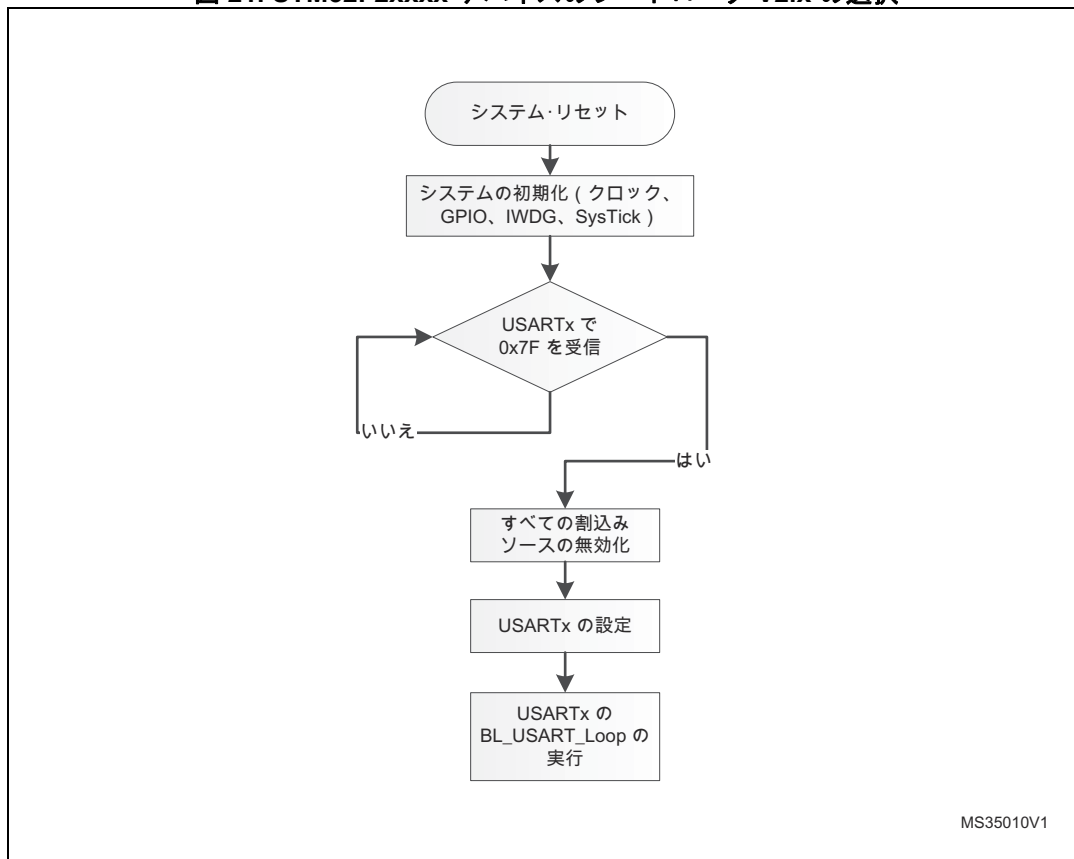 システム・リセット
システムの初期化（クロック、
GPIO、IWDG、SysTick）
USARTx で
0x7F を受信
いいえ
はい
すべての割込み
ソースの無効化
USARTx の設定
USARTx の
BL_USART_Loop の
実行
MS35010V1